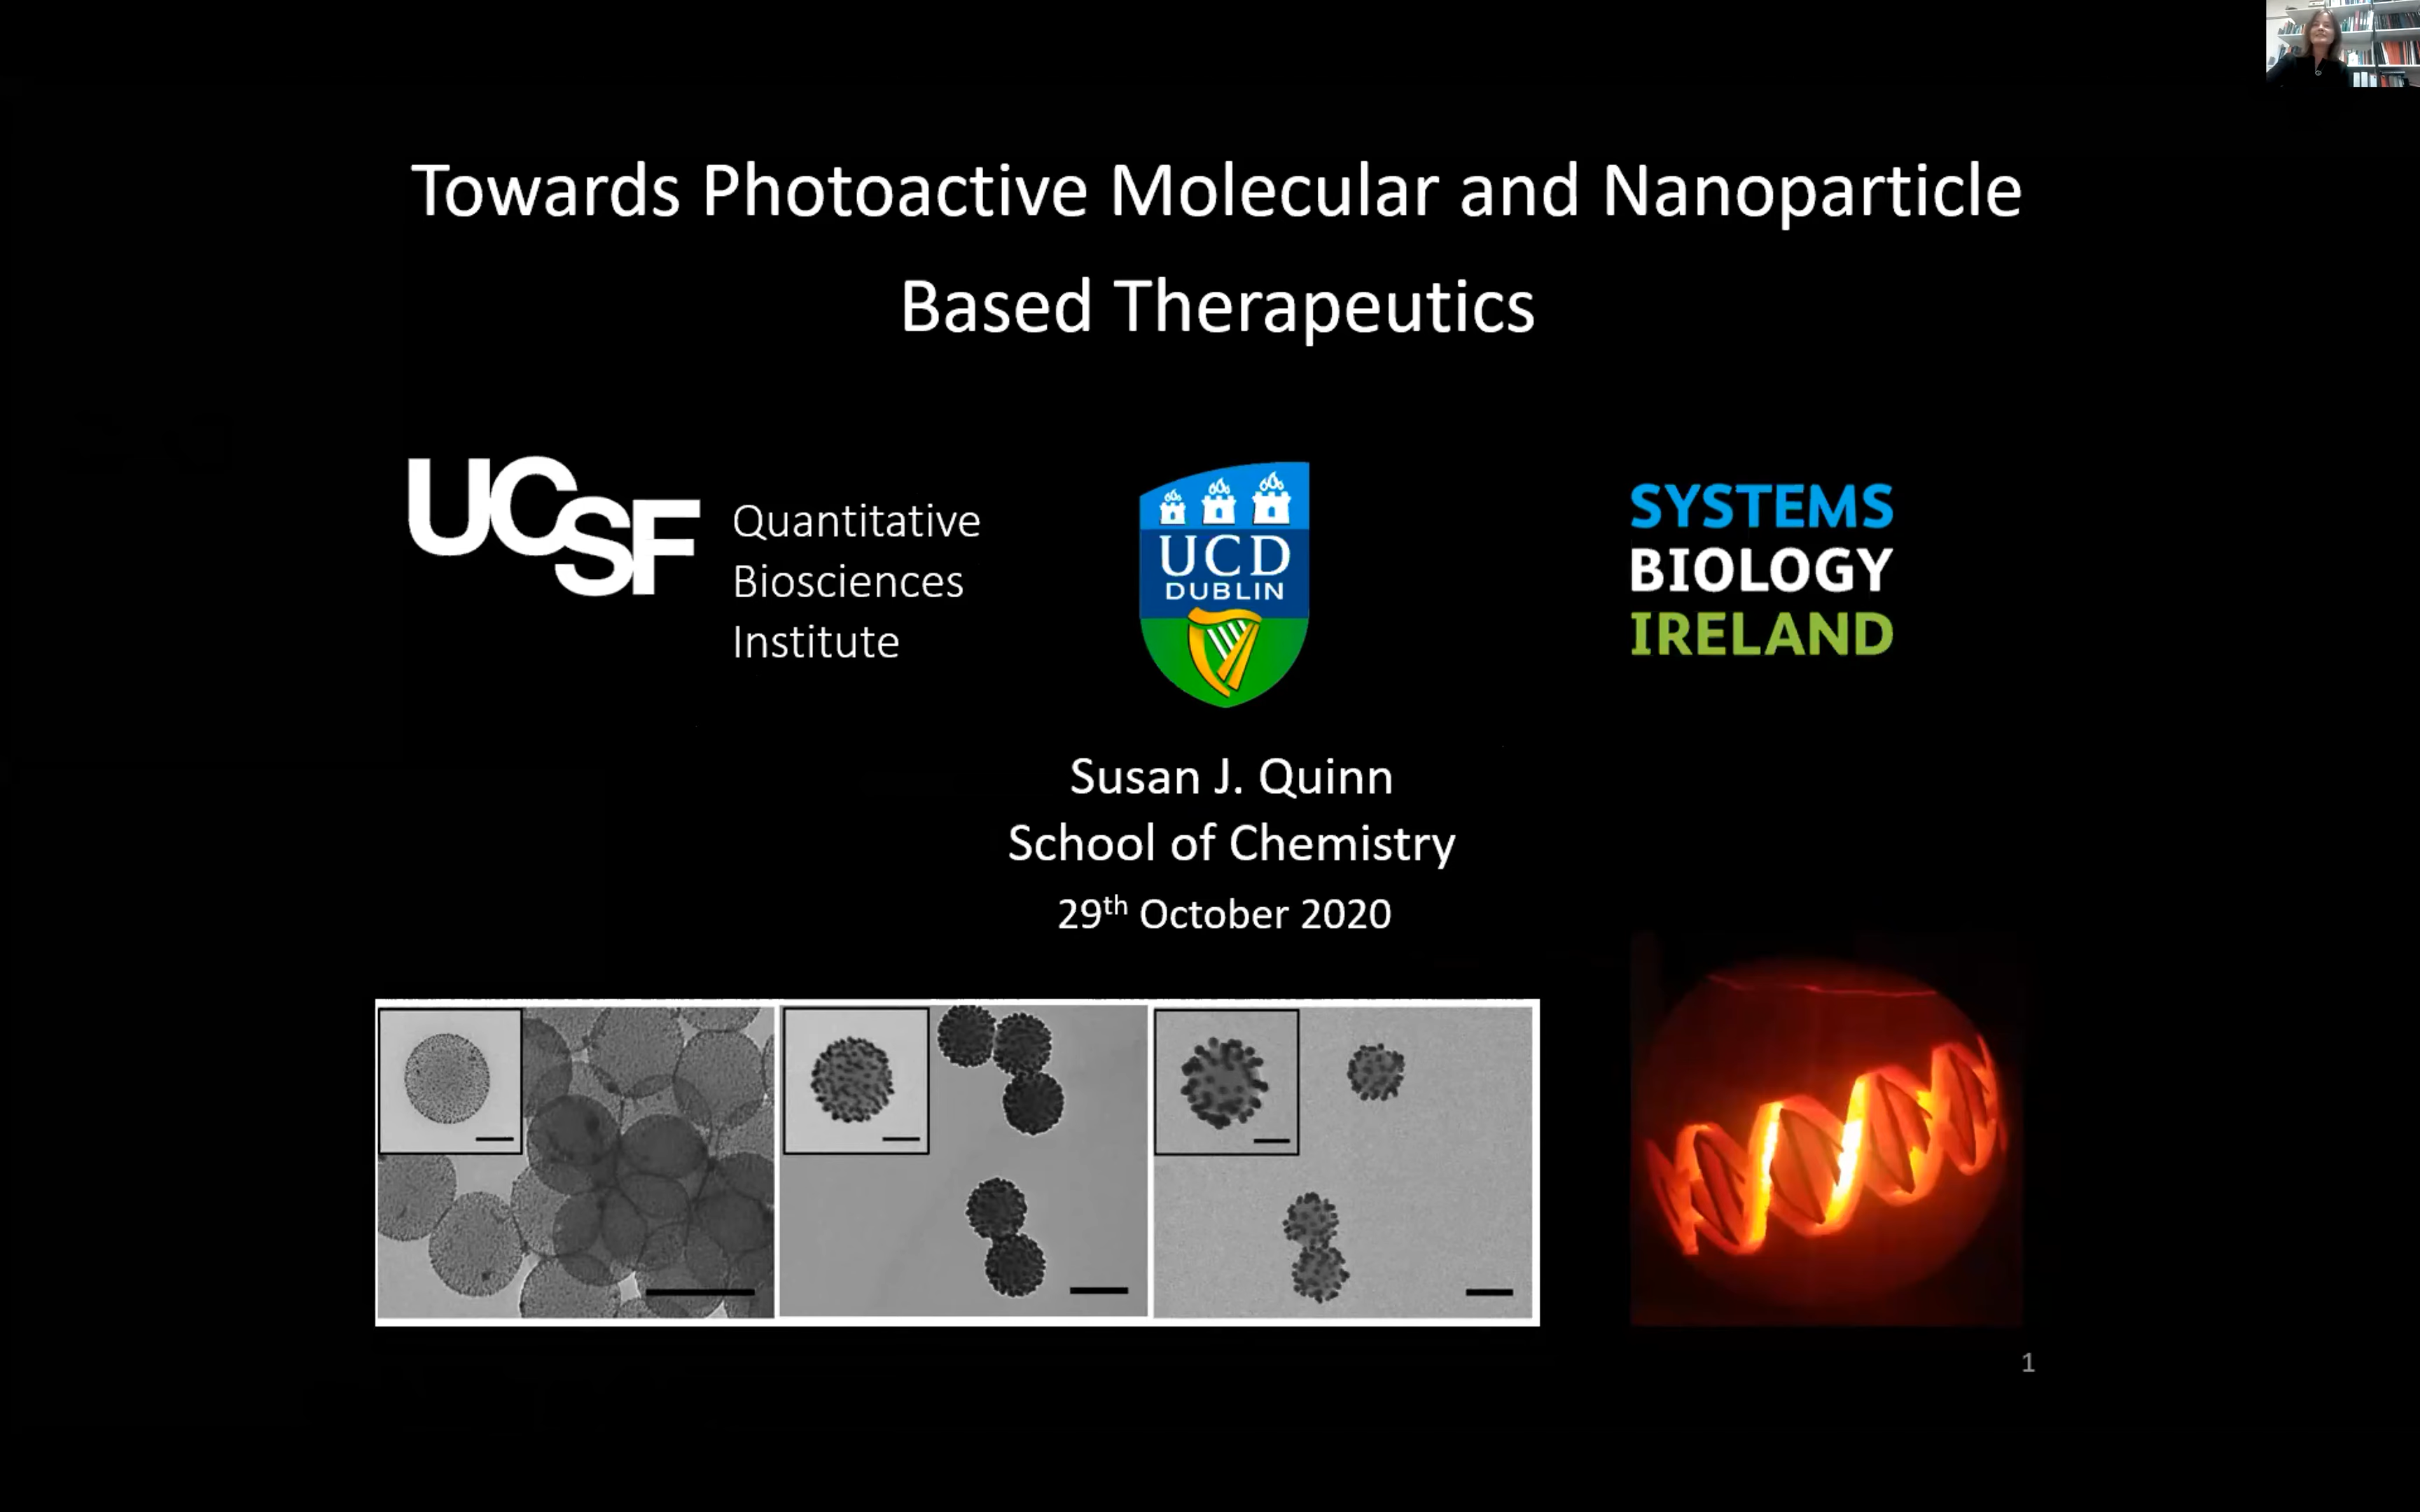 Towards Photoactive Molecular and Nanoparticle
Based Therapeutics
UCSF
Quantitative
Biosciences
Institute
UCD
DUBLIN
SYSTEMS
BIOLOGY
IRELAND
Susan J. Quinn
School of Chemistry
29th October 2020
1